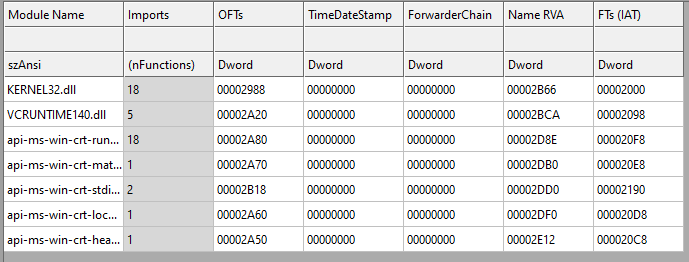 Module Name Imports OFTs TimeDateStamp ForwarderChain Name RVA FTs (IAT)
szAnsi (nFunctions) Dword Dword Dword Dword Dword
KERNEL32.dll 18 00002988 00000000 00000000 00002B66 00002000
VCRUNTIME140.dll 5 00002A20 00000000 00000000 00002BCA 00002098
api-ms-win-crt-run... 18 00002A80 00000000 00000000 00002D8E 000020F8
api-ms-win-crt-mat... 1 00002A70 00000000 00000000 00002DB0 000020E8
api-ms-win-crt-stdi... 2 00002B18 00000000 00000000 00002DD0 00002190
api-ms-win-crt-loc... 1 00002A60 00000000 00000000 00002DF0 000020D8
api-ms-win-crt-hea... 1 00002A50 00000000 00000000 00002E12 000020C8